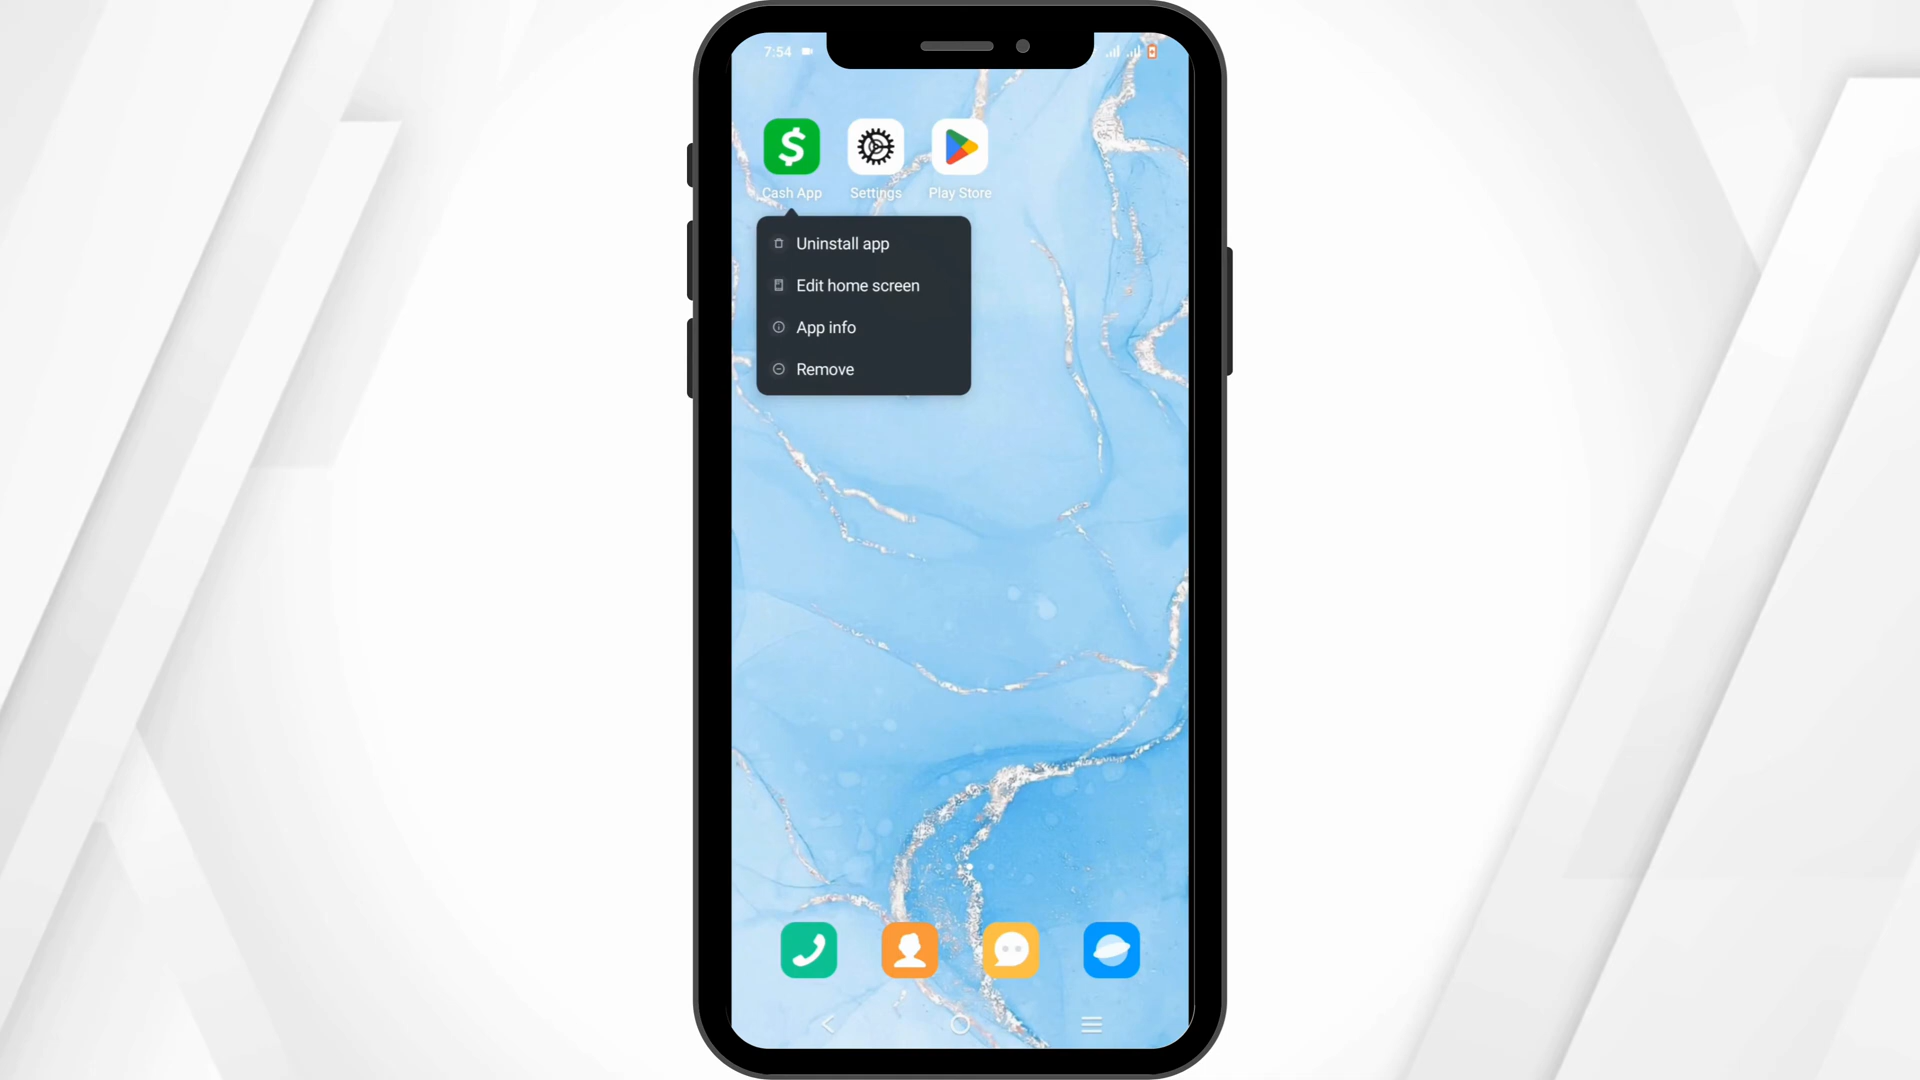 7:54
Cash App
Settings
Play Store
Uninstall app
Edit home screen
App info
Remove